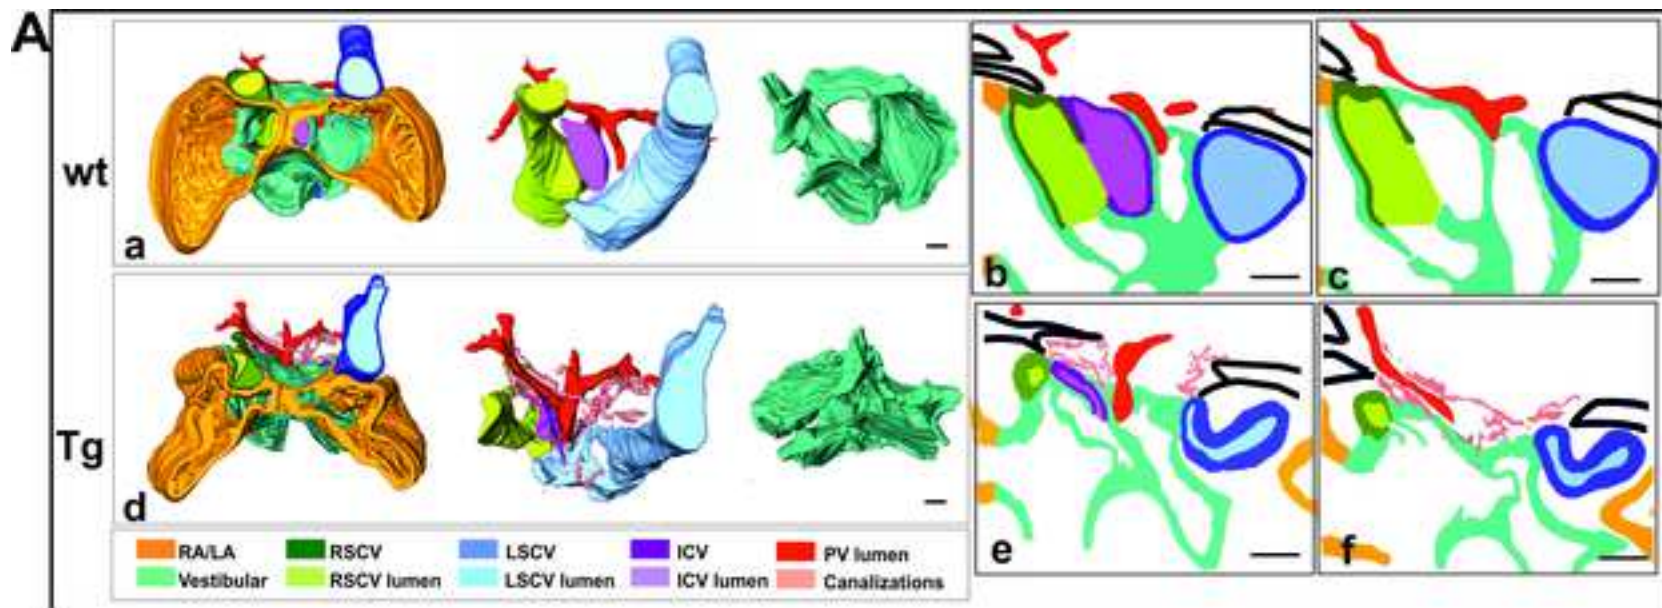 A
wt
a
b
c
Tg
d
e
f
RA/LA RSCV LSCV ICV PV lumen
Vestibular RSCV lumen LSCV lumen ICV lumen Canalizations